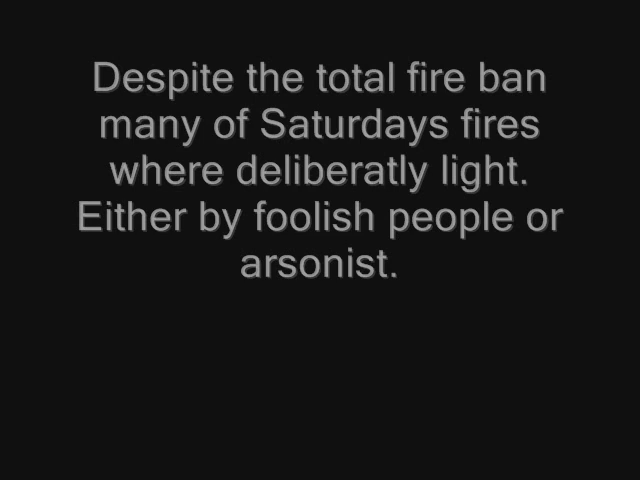 Despite the total fire ban
many of Saturdays fires
where deliberatly light.
Either by foolish people or
arsonist.